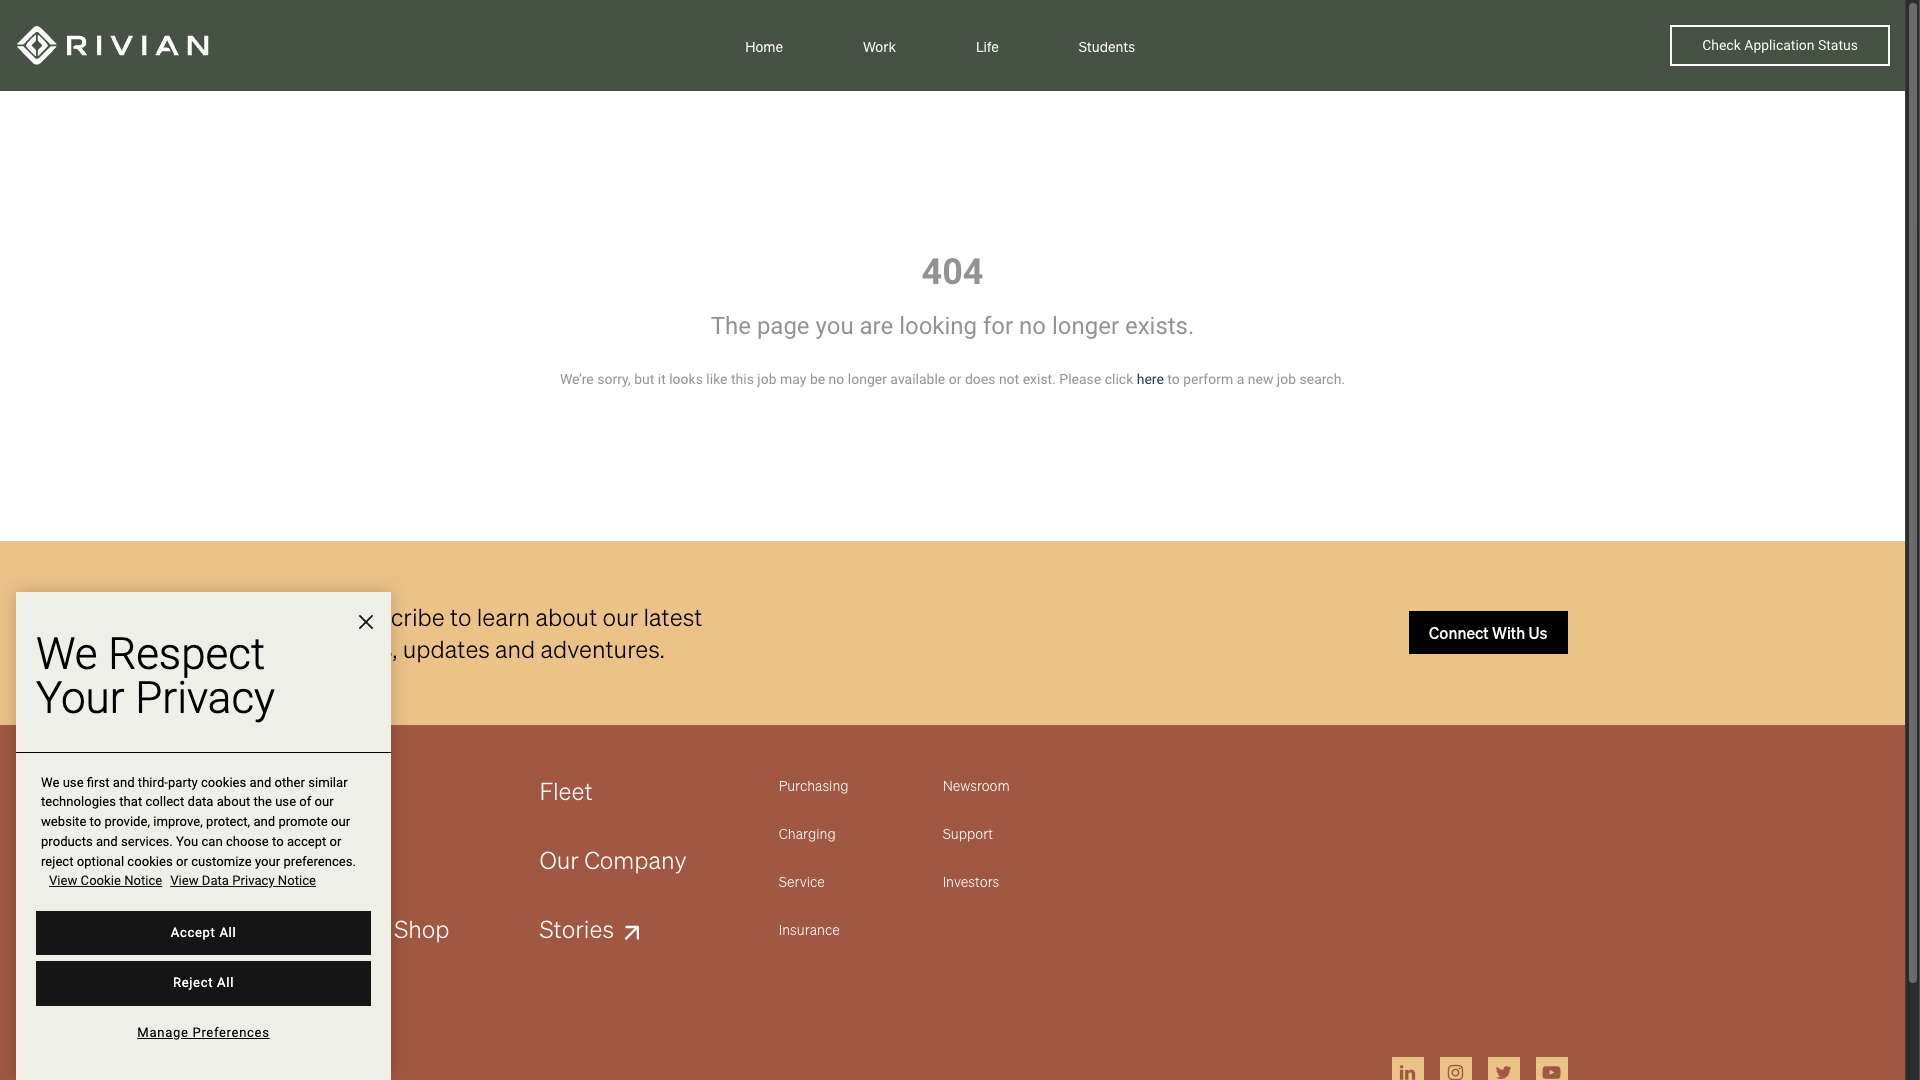 RIVIAN
Home
Work
Life
Students
Check Application Status
404
The page you are looking for no longer exists.
We’re sorry, but it looks like this job may be no longer available or does not exist. Please click here to perform a new job search.
cribe to learn about our latest
, updates and adventures.
Connect With Us
We Respect
Your Privacy
We use first and third-party cookies and other similar
technologies that collect data about the use of our
website to provide, improve, protect, and promote our
products and services. You can choose to accept or
reject optional cookies or customize your preferences.
View Cookie Notice View Data Privacy Notice
Accept All
Reject All
Manage Preferences
Shop
Fleet
Our Company
Stories
Purchasing
Charging
Service
Insurance
Newsroom
Support
Investors
in